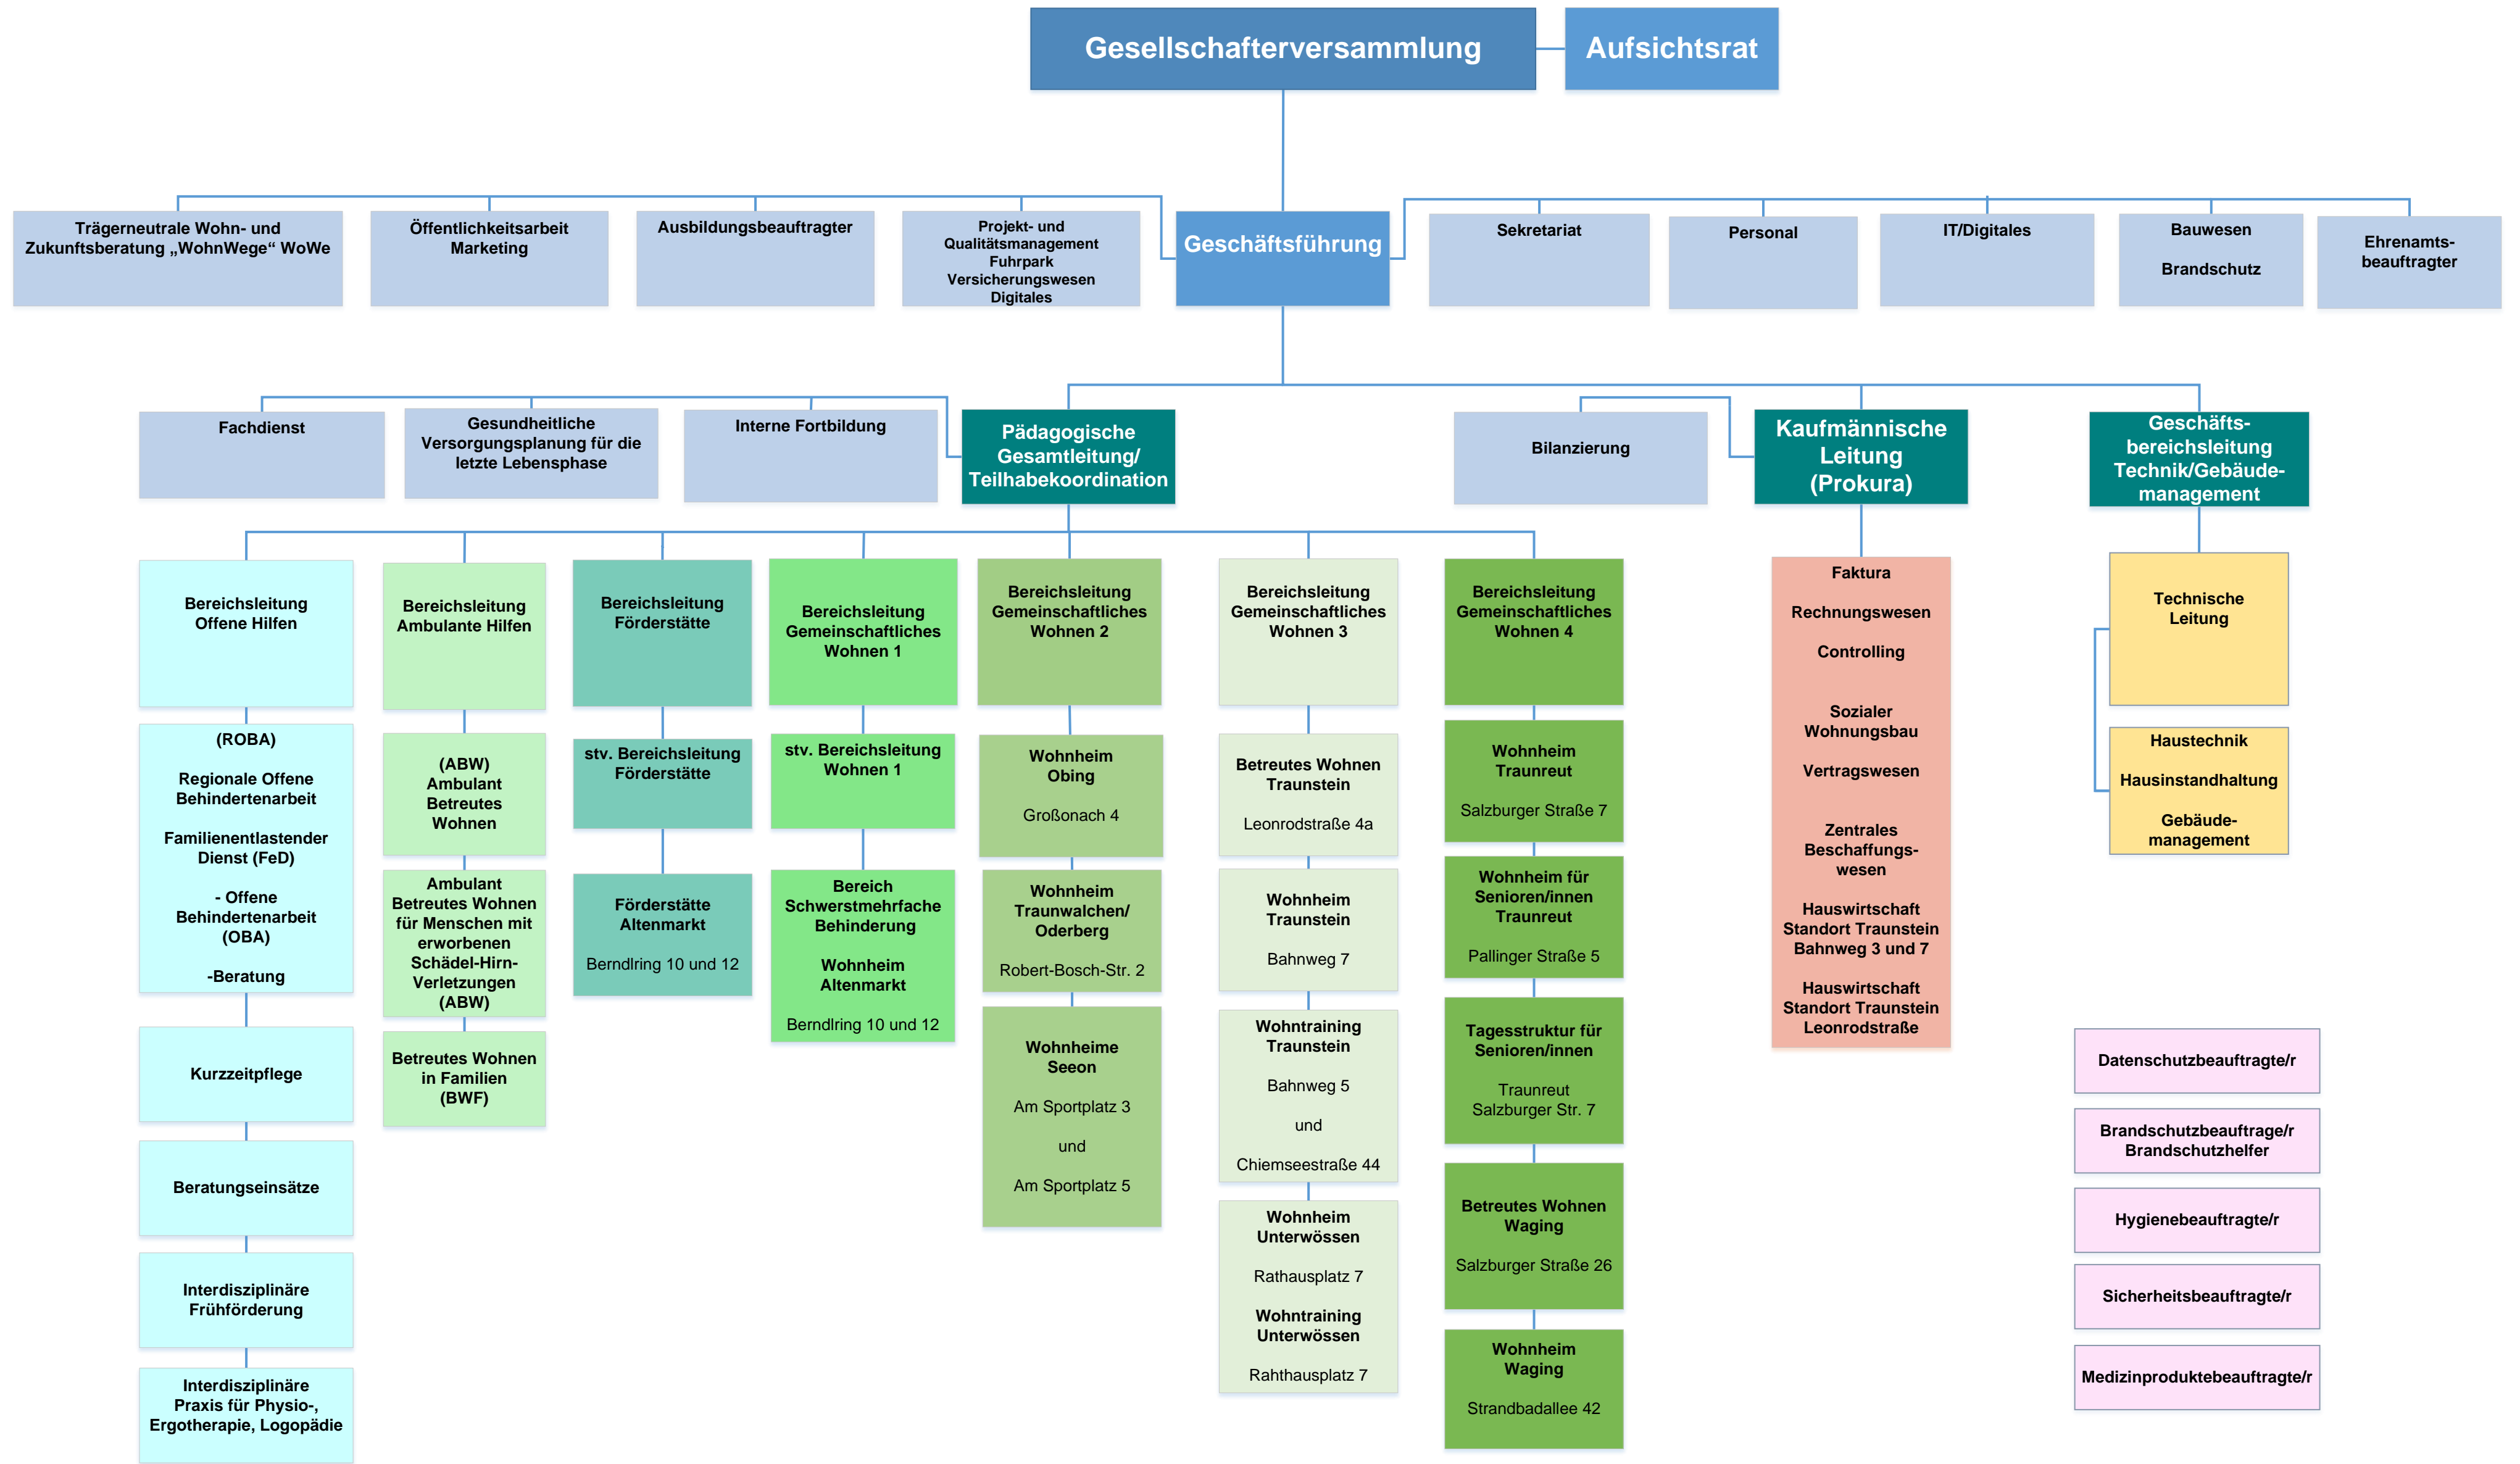 Gesellschafterversammlung
Aufsichtsrat
Trägerneutrale Wohn- und
Zukunftsberatung „WohnWege“ WoWe
Öffentlichkeitsarbeit
Marketing
Ausbildungsbeauftragter
Projekt- und
Qualitätsmanagement
Fuhrpark
Versicherungswesen
Digitales
Geschäftsführung
Sekretariat
Personal
IT/Digitales
Bauwesen
Brandschutz
Ehrenamts-
beauftragter
Fachdienst
Gesundheitliche
Versorgungsplanung für die
letzte Lebensphase
Interne Fortbildung
Pädagogische
Gesamtleitung/
Teilhabekoordination
Bilanzierung
Kaufmännische
Leitung
(Prokura)
Geschäfts-
bereichsleitung
Technik/Gebäude-
management
Bereichsleitung
Offene Hilfen
(ROBA)
Regionale Offene
Behindertenarbeit
Familienentlastender
Dienst (FeD)
- Offene
Behindertenarbeit
(OBA)
-Beratung
Kurzzeitpflege
Beratungseinsätze
Interdisziplinäre
Frühförderung
Interdisziplinäre
Praxis für Physio-,
Ergotherapie, Logopädie
Bereichsleitung
Ambulante Hilfen
(ABW)
Ambulant
Betreutes
Wohnen
Ambulant
Betreutes Wohnen
für Menschen mit
erworbenen
Schädel-Hirn-
Verletzungen
(ABW)
Betreutes Wohnen
in Familien
(BWF)
Bereichsleitung
Förderstätte
stv. Bereichsleitung
Förderstätte
Förderstätte
Altenmarkt
Berndlring 10 und 12
Bereichsleitung
Gemeinschaftliches
Wohnen 1
stv. Bereichsleitung
Wohnen 1
Bereich
Schwerstmehrfache
Behinderung
Wohnheim
Altenmarkt
Berndlring 10 und 12
Bereichsleitung
Gemeinschaftliches
Wohnen 2
Wohnheim
Obing
Großonach 4
Wohnheim
Traunwalchen/
Oderberg
Robert-Bosch-Str. 2
Wohnheime
Seeon
Am Sportplatz 3
und
Am Sportplatz 5
Bereichsleitung
Gemeinschaftliches
Wohnen 3
Betreutes Wohnen
Traunstein
Leonrodstraße 4a
Wohnheim
Traunstein
Bahnweg 7
Wohntraining
Traunstein
Bahnweg 5
und
Chiemseestraße 44
Wohnheim
Unterwössen
Rathausplatz 7
Wohntraining
Unterwössen
Rahthausplatz 7
Bereichsleitung
Gemeinschaftliches
Wohnen 4
Wohnheim
Traunreut
Salzburger Straße 7
Wohnheim für
Senioren/innen
Traunreut
Pallinger Straße 5
Tagesstruktur für
Senioren/innen
Traunreut
Salzburger Str. 7
Betreutes Wohnen
Waging
Salzburger Straße 26
Wohnheim
Waging
Strandbadallee 42
Faktura
Rechnungswesen
Controlling
Sozialer
Wohnungsbau
Vertragswesen
Zentrales
Beschaffungs-
wesen
Hauswirtschaft
Standort Traunstein
Bahnweg 3 und 7
Hauswirtschaft
Standort Traunstein
Leonrodstraße
Technische
Leitung
Haustechnik
Hausinstandhaltung
Gebäude-
management
Datenschutzbeauftragte/r
Brandschutzbeauftrage/r
Brandschutzhelfer
Hygienebeauftragte/r
Sicherheitsbeauftragte/r
Medizinproduktebeauftragte/r